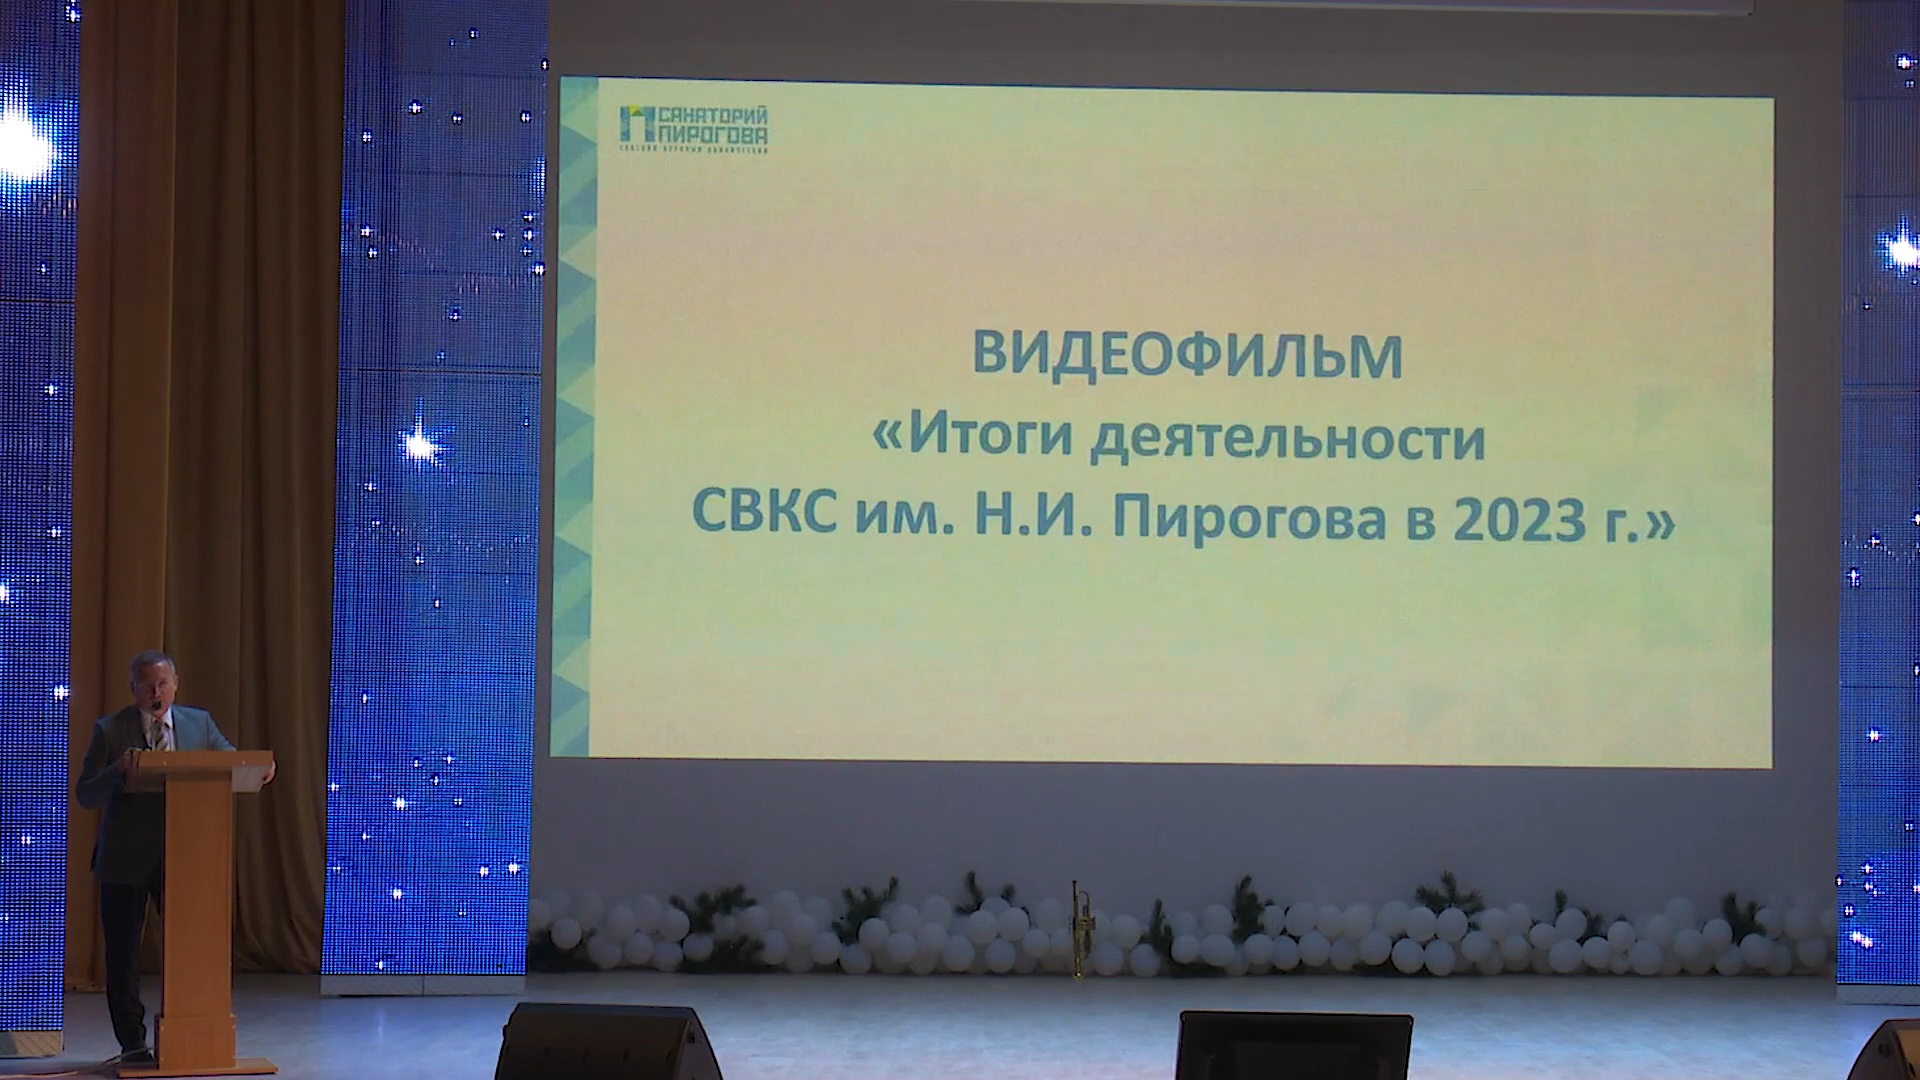 САНАТОРИЙ
ПИРОГОВА
ВИДЕОФИЛЬМ
«Итоги деятельности
СВКС им. Н.И. Пирогова в 2023 г.»